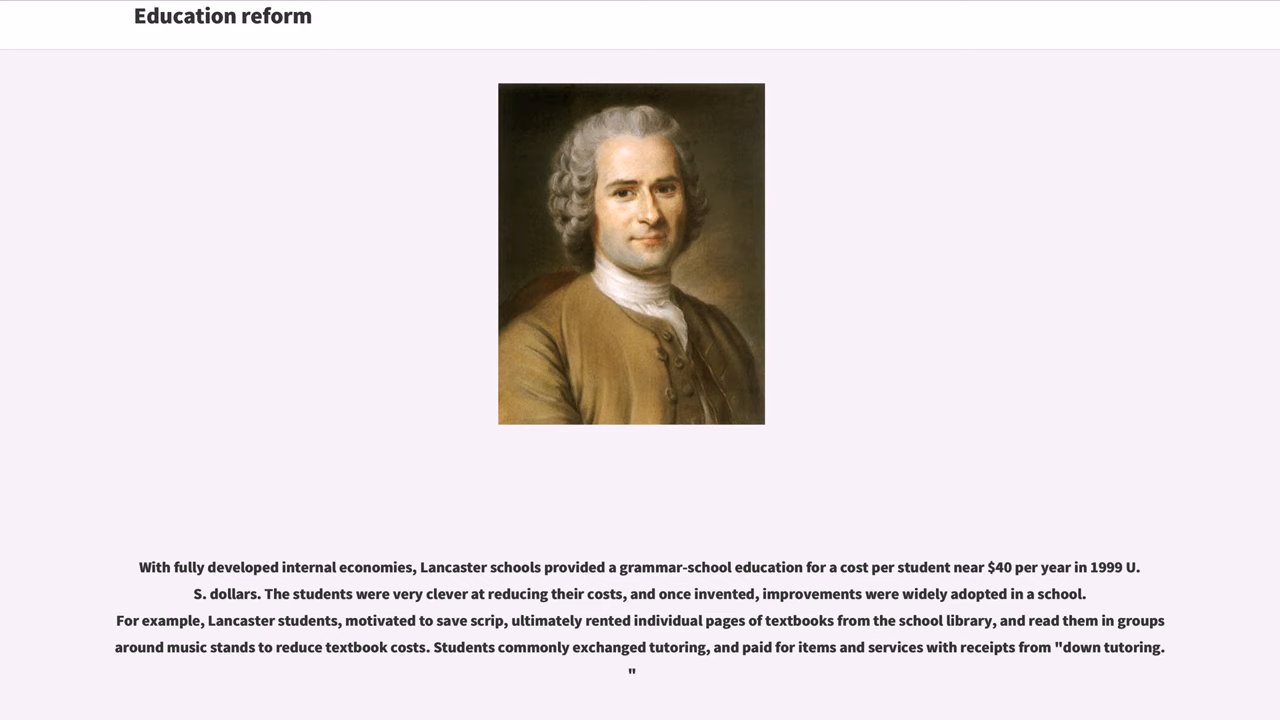 Education reform
With fully developed internal economies, Lancaster schools provided a grammar-school education for a cost per student near $40 per year in 1999 U.
S. dollars. The students were very clever at reducing their costs, and once invented, improvements were widely adopted in a school.
For example, Lancaster students, motivated to save scrip, ultimately rented individual pages of textbooks from the school library, and read them in groups
around music stands to reduce textbook costs. Students commonly exchanged tutoring, and paid for items and services with receipts from "down tutoring.
"